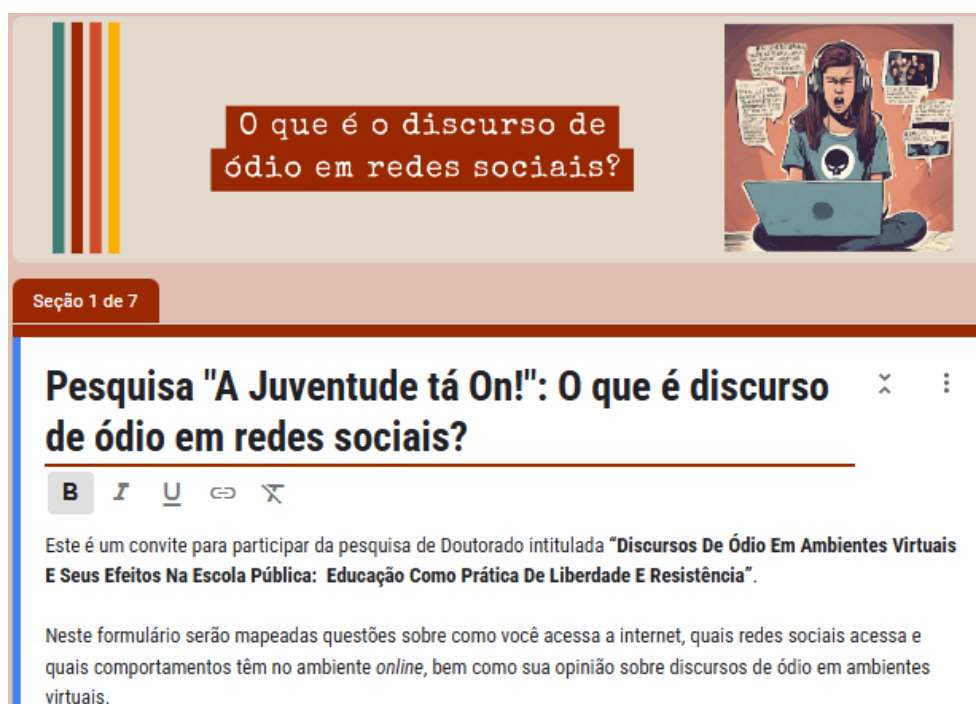 O que é o discurso de
ódio em redes sociais?
Seção 1 de 7
Pesquisa "A Juventude tá On!": O que é discurso
de ódio em redes sociais?
B I U
Este é um convite para participar da pesquisa de Doutorado intitulada “Discursos De Ódio Em Ambientes Virtuais
E Seus Efeitos Na Escola Pública: Educação Como Prática De Liberdade E Resistência”.
Neste formulário serão mapeadas questões sobre como você acessa a internet, quais redes sociais acessa e
quais comportamentos têm no ambiente online, bem como sua opinião sobre discursos de ódio em ambientes
virtuais.